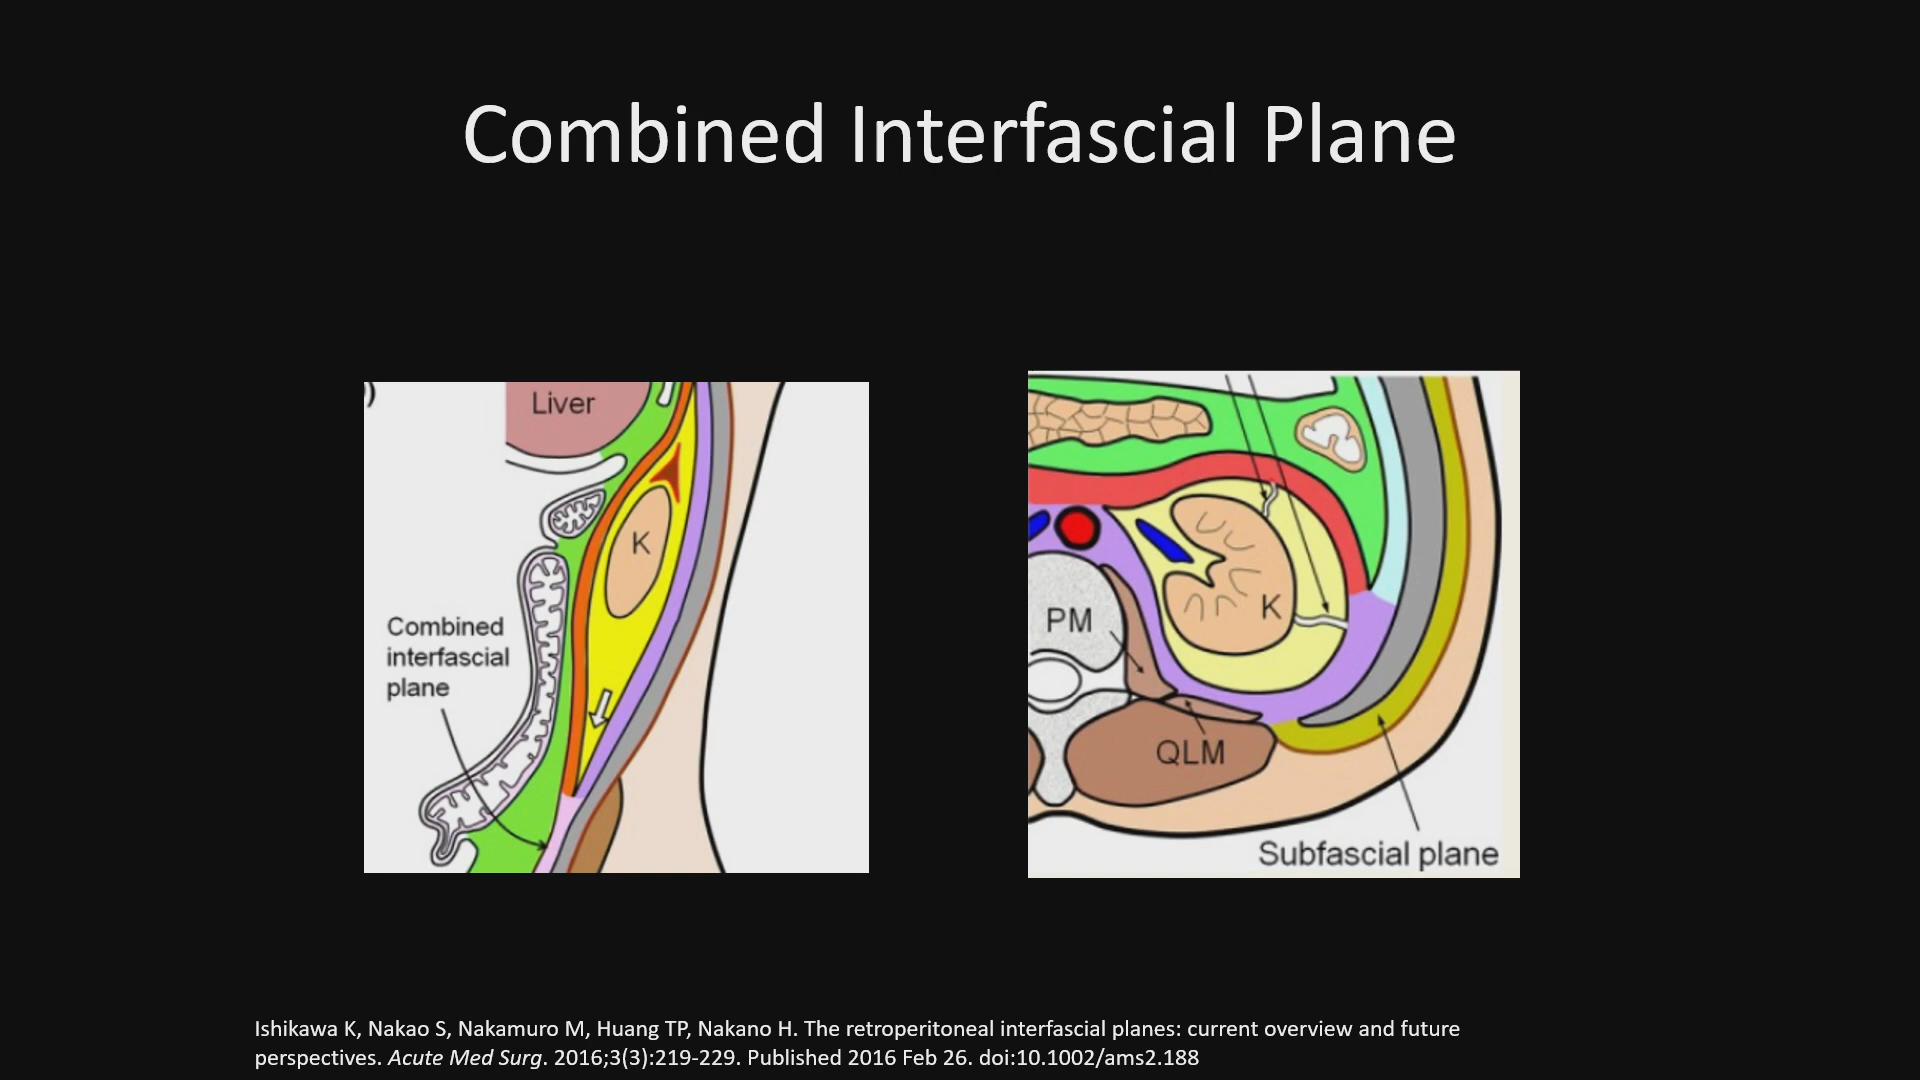 Combined Interfascial Plane
)
Liver
K
Combined
interfascial
plane
K
PM
QLM
Subfascial plane
Ishikawa K, Nakao S, Nakamuro M, Huang TP, Nakano H. The retroperitoneal interfascial planes: current overview and future
perspectives. Acute Med Surg. 2016;3(3):219-229. Published 2016 Feb 26. doi:10.1002/ams2.188